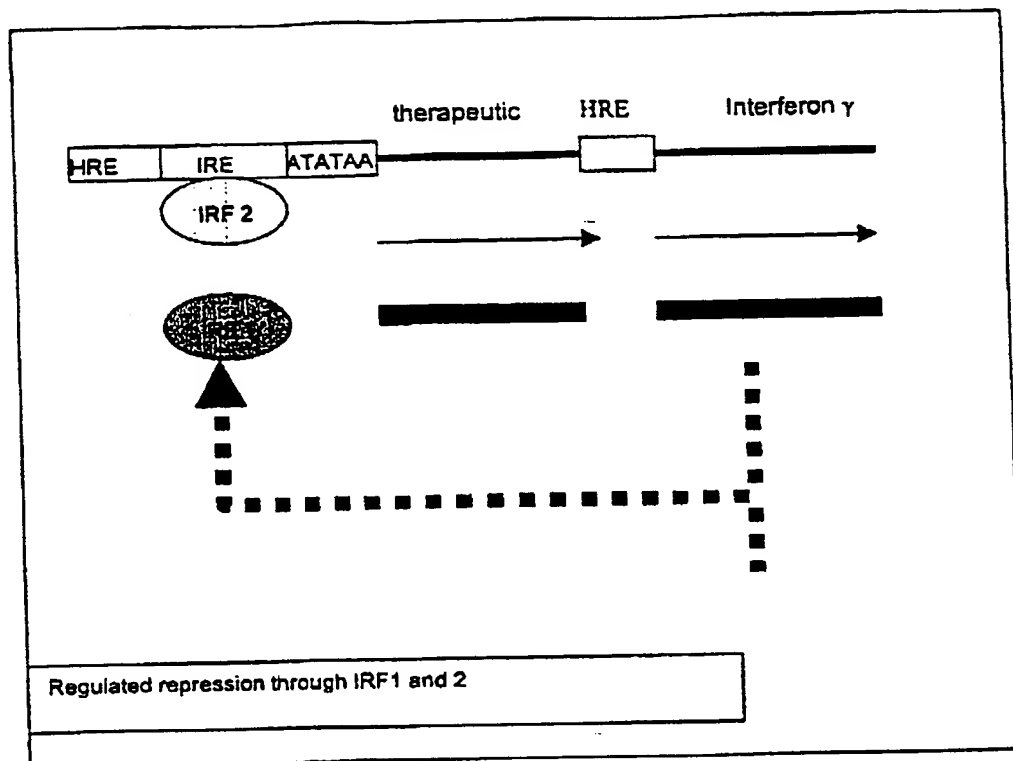 therapeutic HRE Interferon γ
HRE IRE ATATAA
IRF 2
Regulated repression through IRF1 and 2